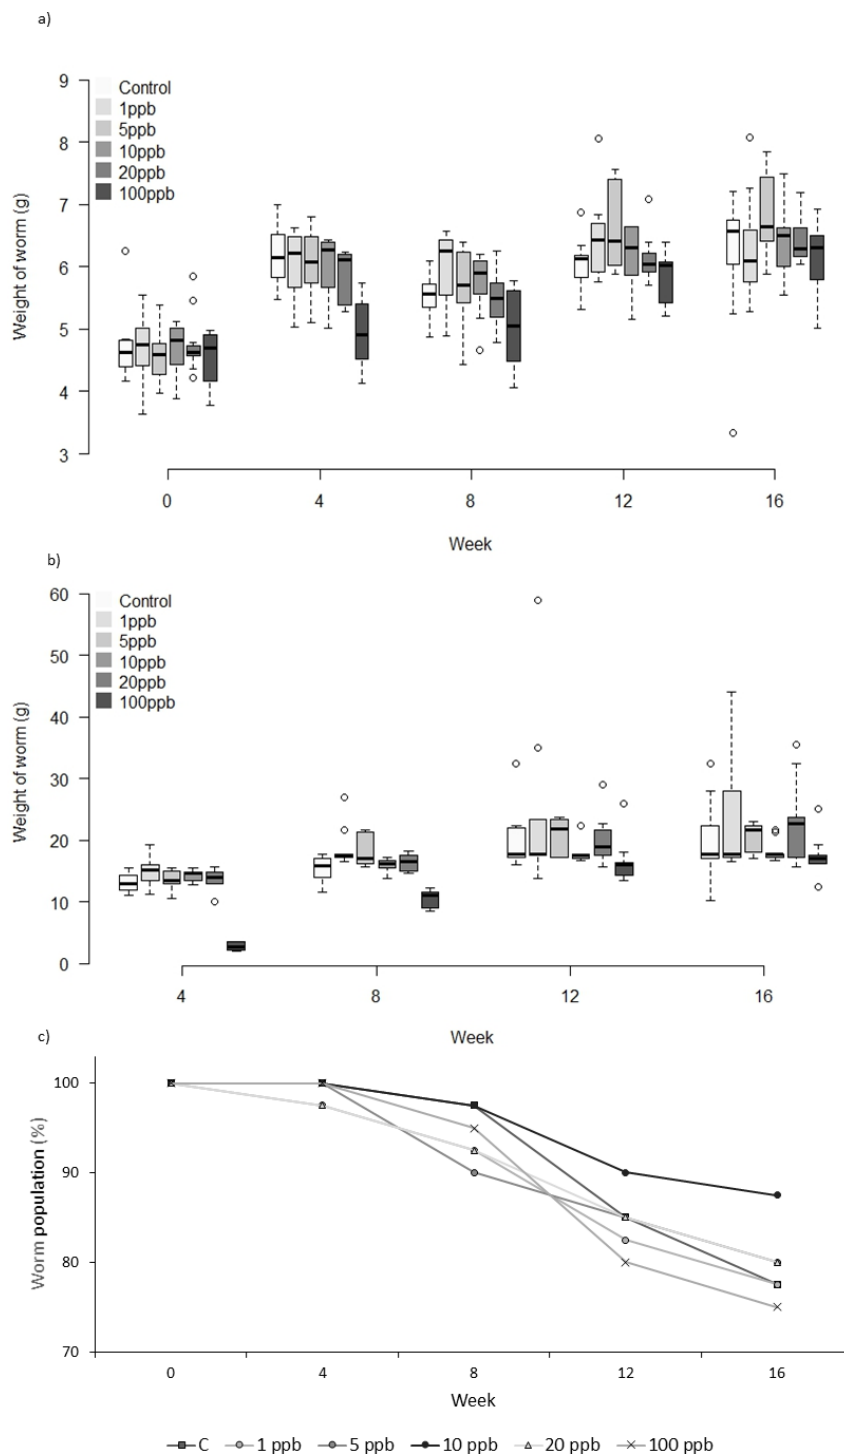 a)
9
8
7
6
5
4
3
Weight of worm (g)
Control
1ppb
5ppb
10ppb
20ppb
100ppb
0 4 8 12 16
Week
b)
60
50
40
30
20
10
0
Weight of worm (g)
Control
1ppb
5ppb
10ppb
20ppb
100ppb
4 8 12 16
Week
c)
100
90
80
70
Worm population (%)
0 4 8 12 16
Week
C 1 ppb 5 ppb 10 ppb 20 ppb 100 ppb